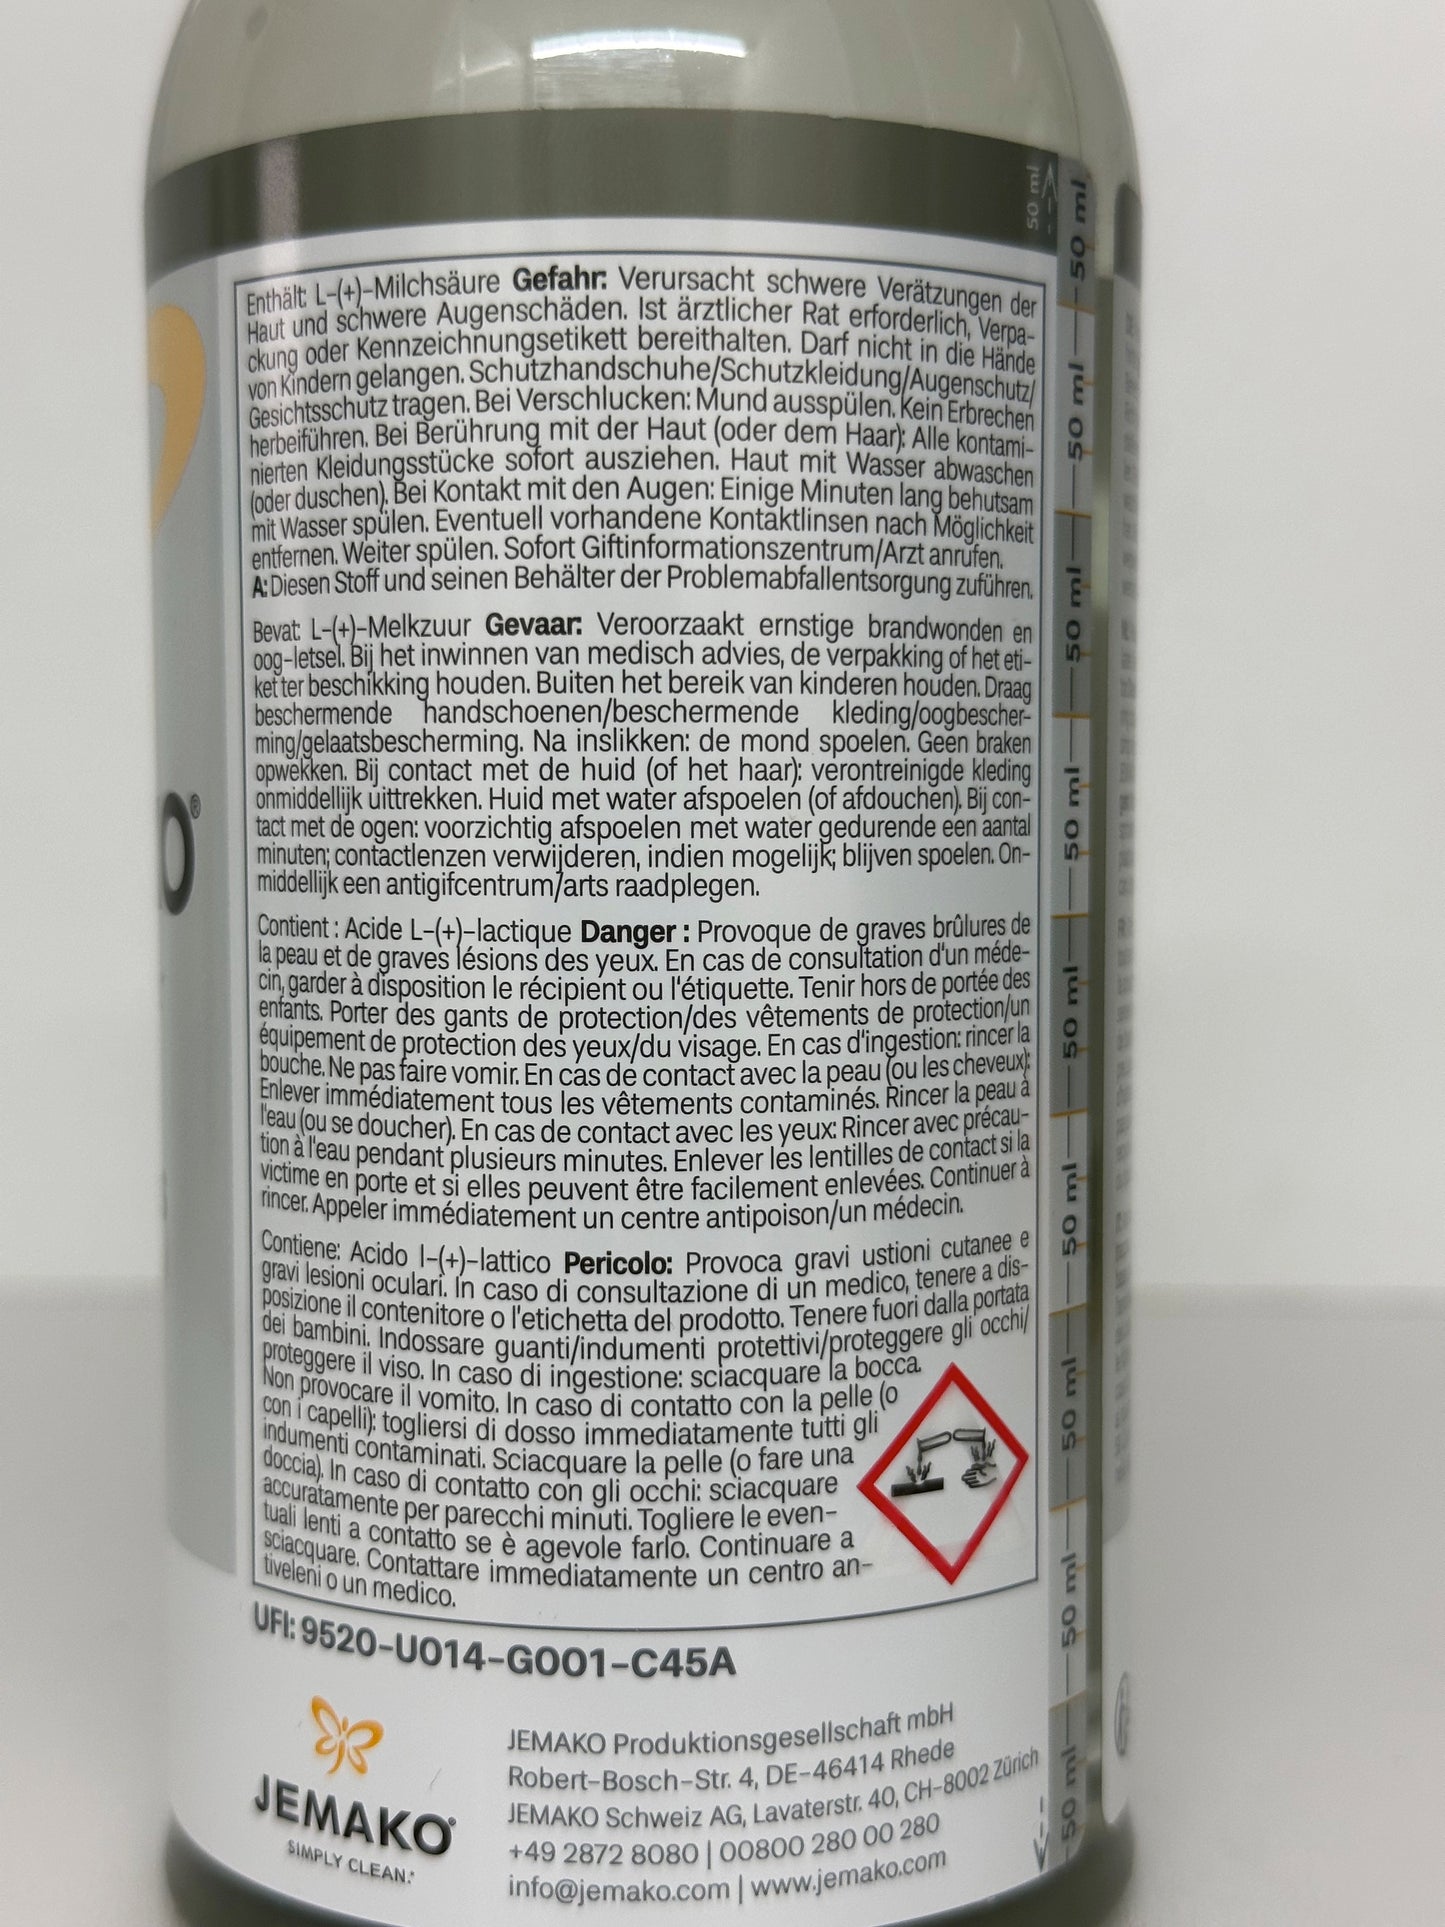 Enthält: L-(+)-Milchsäure Gefahr: Verursacht schwere Verätzungen der
Haut und schwere Augenschäden. Ist ärztlicher Rat erforderlich, Verpa-
ckung oder Kennzeichnungsetikett bereithalten. Darf nicht in die Hände
von Kindern gelangen. Schutzhandschuhe/Schutzkleidung/Augenschutz/
Gesichtsschutz tragen. Bei Verschlucken: Mund ausspülen. Kein Erbrechen
herbeiführen. Bei Berührung mit der Haut (oder dem Haar): Alle kontami-
nierten Kleidungsstücke sofort ausziehen. Haut mit Wasser abwaschen
(oder duschen). Bei Kontakt mit den Augen: Einige Minuten lang behutsam
mit Wasser spülen. Eventuell vorhandene Kontaktlinsen nach Möglichkeit
entfernen. Weiter spülen. Sofort Giftinformationszentrum/Arzt anrufen.
A: Diesen Stoff und seinen Behälter der Problemabfallentsorgung zuführen.
Bevat: L-(+)-Melkzuur Gevaar: Veroorzaakt ernstige brandwonden en
oog-letsel. Bij het inwinnen van medisch advies, de verpakking of het eti-
ket ter beschikking houden. Buiten het bereik van kinderen houden. Draag
beschermende handschoenen/beschermende kleding/oogbescher-
ming/gelaatsbescherming. Na inslikken: de mond spoelen. Geen braken
opwekken. Bij contact met de huid (of het haar): verontreinigde kleding
onmiddellijk uittrekken. Huid met water afspoelen (of afdouchen). Bij con-
tact met de ogen: voorzichtig afspoelen met water gedurende een aantal
minuten; contactlenzen verwijderen, indien mogelijk; blijven spoelen. On-
middellijk een antigifcentrum/arts raadplegen.
Contient : Acide L-(+)-lactique Danger : Provoque de graves brûlures de
la peau et de graves lésions des yeux. En cas de consultation d'un méde-
cin, garder à disposition le récipient ou l'étiquette. Tenir hors de portée des
enfants. Porter des gants de protection/des vêtements de protection/un
équipement de protection des yeux/du visage. En cas d'ingestion: rincer la
bouche. Ne pas faire vomir. En cas de contact avec la peau (ou les cheveux):
Enlever immédiatement tous les vêtements contaminés. Rincer la peau à
l'eau (ou se doucher). En cas de contact avec les yeux: Rincer avec précau-
tion à l'eau pendant plusieurs minutes. Enlever les lentilles de contact si la
victime en porte et si elles peuvent être facilement enlevées. Continuer à
rincer. Appeler immédiatement un centre antipoison/un médecin.
Contiene: Acido l-(+)-lattico Pericolo: Provoca gravi ustioni cutanee e
gravi lesioni oculari. In caso di consultazione di un medico, tenere a dis-
posizione il contenitore o l'etichetta del prodotto. Tenere fuori dalla portata
dei bambini. Indossare guanti/indumenti protettivi/proteggere gli occhi/
proteggere il viso. In caso di ingestione: sciacquare la bocca.
Non provocare il vomito. In caso di contatto con la pelle (o
con i capelli): togliersi di dosso immediatamente tutti gli
indumenti contaminati. Sciacquare la pelle (o fare una
doccia). In caso di contatto con gli occhi: sciacquare
accuratamente per parecchi minuti. Togliere le even-
tuali lenti a contatto se è agevole farlo. Continuare a
sciacquare. Contattare immediatamente un centro an-
tiveleni o un medico.
UFI: 9520-U014-G001-C45A
JEMAKO®
SIMPLY CLEAN.®
JEMAKO Produktionsgesellschaft mbH
Robert-Bosch-Str. 4, DE-46414 Rhede
JEMAKO Schweiz AG, Lavaterstr. 40, CH-8002 Zürich
+49 2872 8080 | 00800 280 00 280
info@jemako.com | www.jemako.com
O®
50 ml
50 ml
50 ml
50 ml
50 ml
50 ml
50 ml
50 ml
50 ml
50 ml